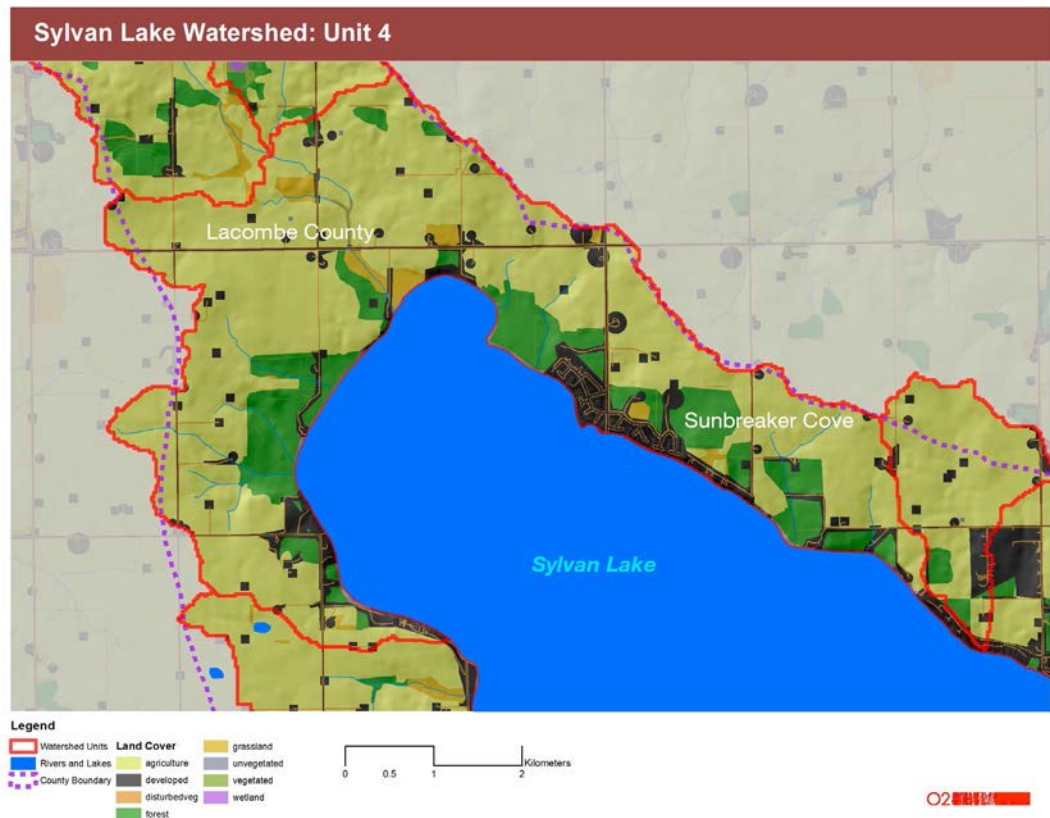 Sylvan Lake Watershed: Unit 4
Lacombe County
Sunbreaker Cove
Sylvan Lake
Legend
Watershed Units
Rivers and Lakes
County Boundary
Land Cover
agriculture
developed
disturbedveg
forest
grassland
unvegetated
vegetated
wetland
0 0.5 1 2 Kilometers
O2